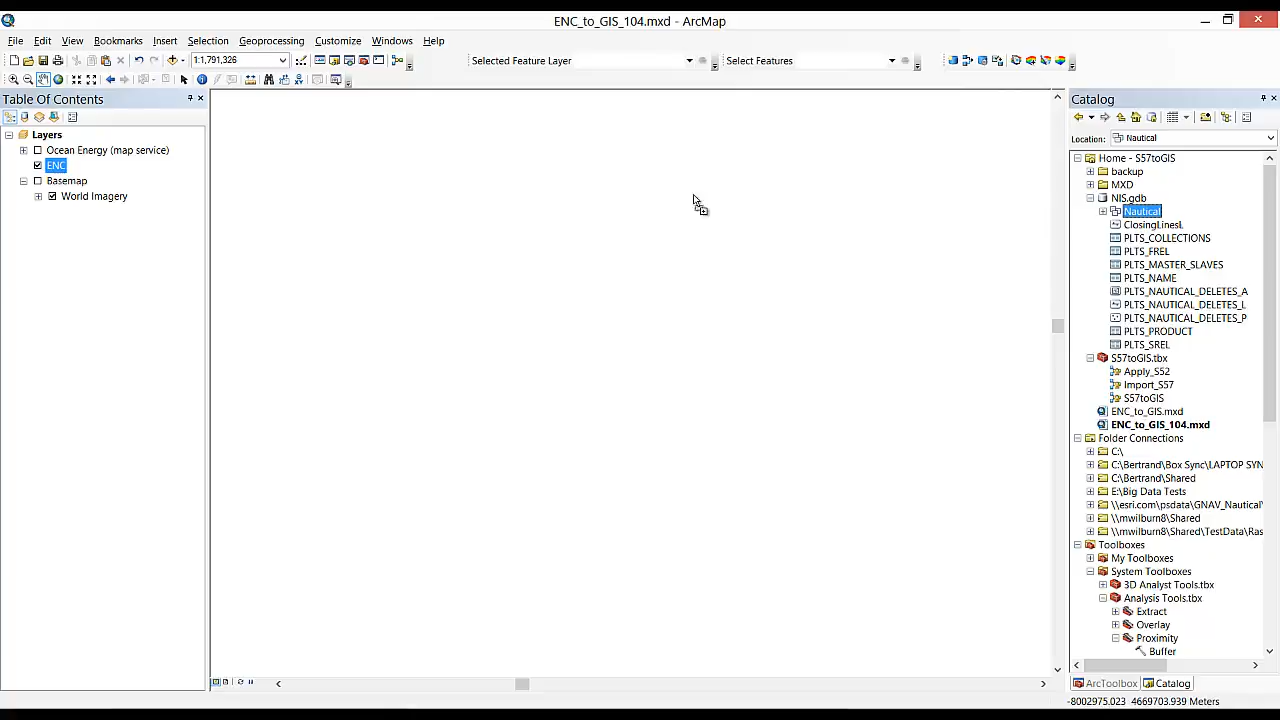 ENC_to_GIS_104.mxd - ArcMap
File Edit View Bookmarks Insert Selection Geoprocessing Customize Windows Help
1:1,791,326
Selected Feature Layer
Select Features
Table Of Contents
Layers
Ocean Energy (map service)
ENC
Basemap
World Imagery
Catalog
Location: Nautical
Home - S57toGIS
backup
MXD
NIS.gdb
Nautical
ClosingLinesL
PLTS_COLLECTIONS
PLTS_FREL
PLTS_MASTER_SLAVES
PLTS_NAME
PLTS_NAUTICAL_DELETES_A
PLTS_NAUTICAL_DELETES_L
PLTS_NAUTICAL_DELETES_P
PLTS_PRODUCT
PLTS_SREL
S57toGIS.tbx
Apply_S52
Import_S57
S57toGIS
ENC_to_GIS.mxd
ENC_to_GIS_104.mxd
Folder Connections
C:\
C:\Bertrand\Box Sync\LAPTOP SYN
C:\Bertrand\Shared
E:\Big Data Tests
\\esri.com\psdata\GNAV_Nautical\
\\mwilburn8\Shared
\\mwilburn8\Shared\TestData\Ras
Toolboxes
My Toolboxes
System Toolboxes
3D Analyst Tools.tbx
Analysis Tools.tbx
Extract
Overlay
Proximity
Buffer
ArcToolbox Catalog
-8002975.023 4669703.939 Meters